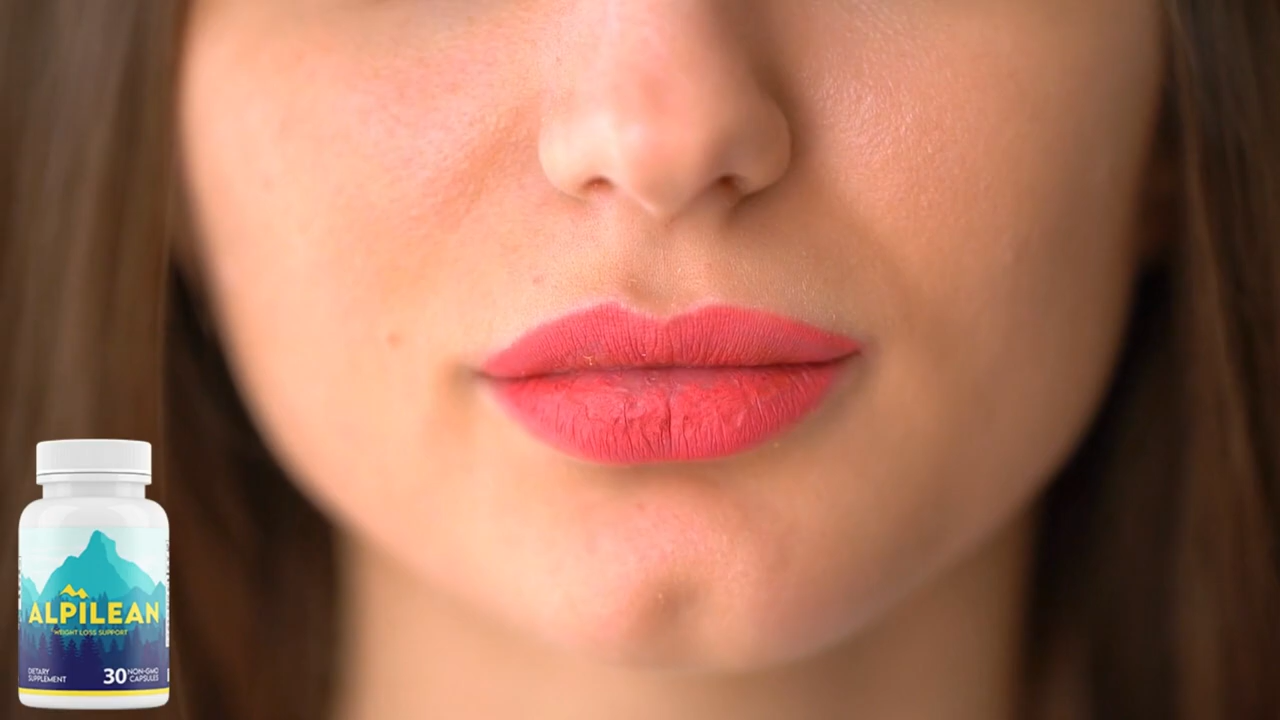 ALPILEAN
WEIGHT LOSS SUPPORT
DIETARY
SUPPLEMENT
30 NON-GMO
CAPSULES